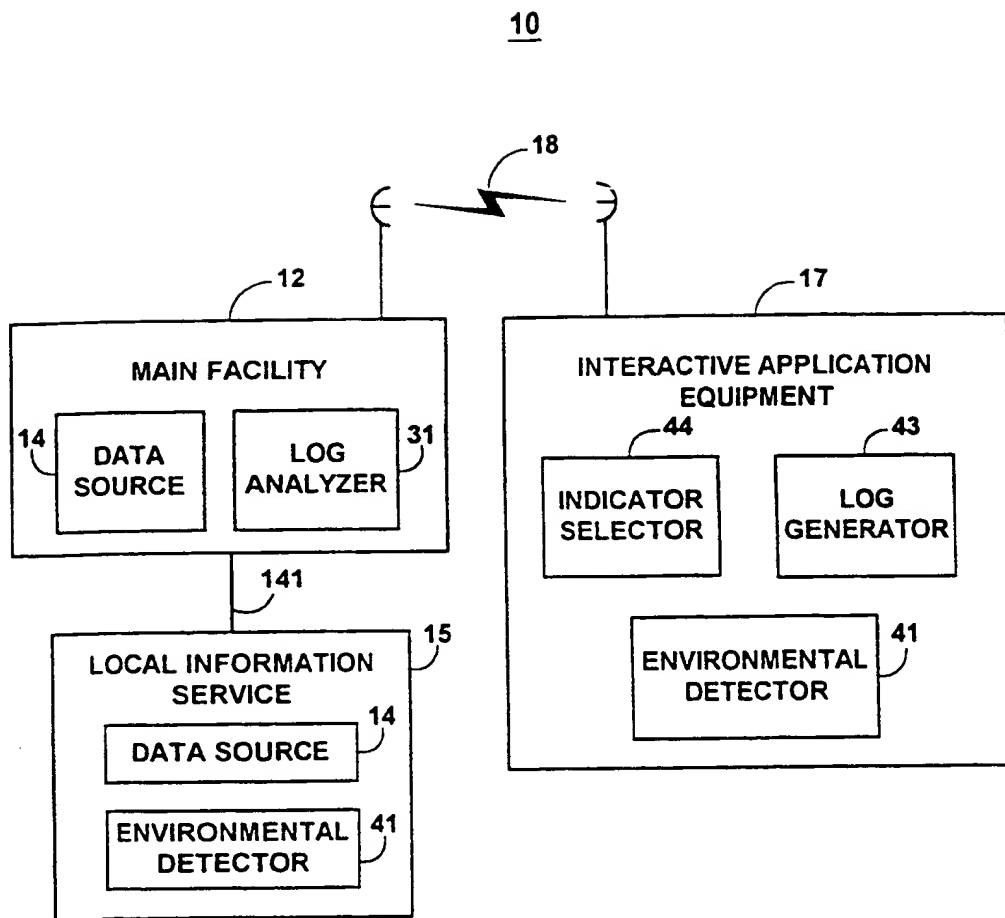 10
18
12
17
MAIN FACILITY
14
DATA
SOURCE
LOG
ANALYZER
31
INTERACTIVE APPLICATION
EQUIPMENT
44
43
INDICATOR
SELECTOR
LOG
GENERATOR
141
15
LOCAL INFORMATION
SERVICE
14
DATA SOURCE
ENVIRONMENTAL
DETECTOR
41
ENVIRONMENTAL
DETECTOR
41